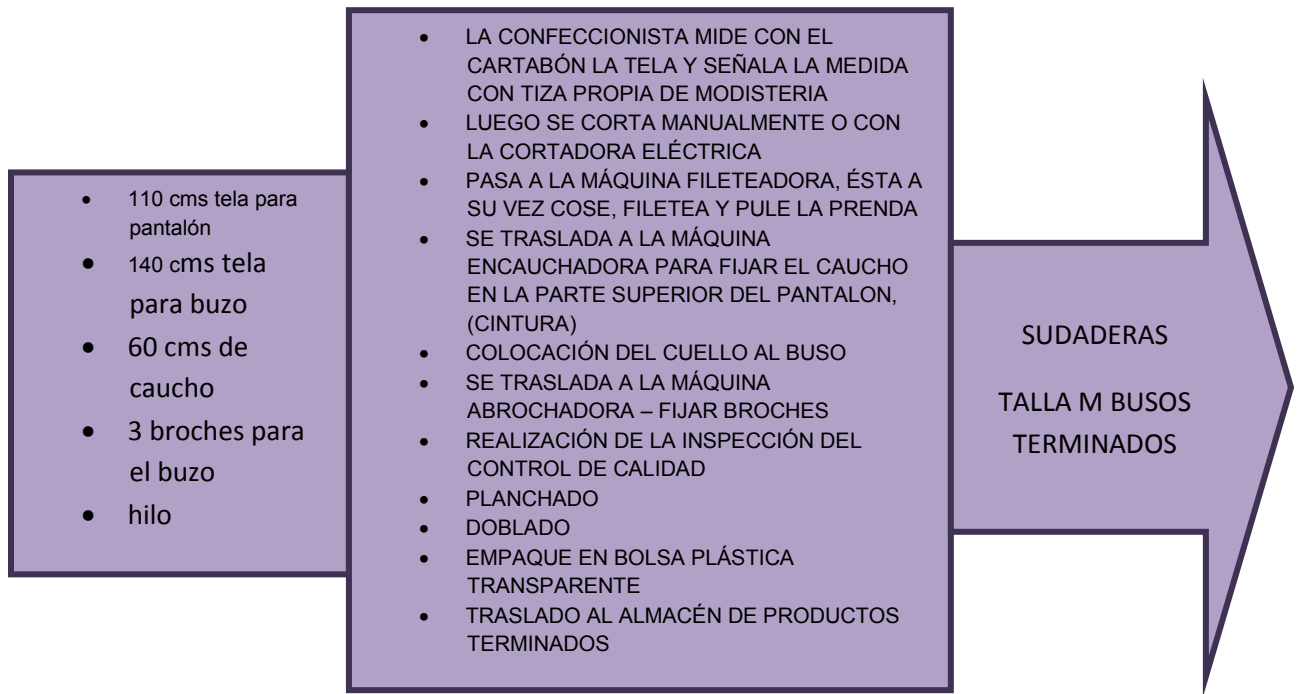 • 110 cms tela para
pantalón
• 140 cms tela
para buzo
• 60 cms de
caucho
• 3 broches para
el buzo
• hilo
• LA CONFECCIONISTA MIDE CON EL
CARTABÓN LA TELA Y SEÑALA LA MEDIDA
CON TIZA PROPIA DE MODISTERIA
• LUEGO SE CORTA MANUALMENTE O CON
LA CORTADORA ELÉCTRICA
• PASA A LA MÁQUINA FILETEADORA, ÉSTA A
SU VEZ COSE, FILETEA Y PULE LA PRENDA
• SE TRASLADA A LA MÁQUINA
ENCAUCHADORA PARA FIJAR EL CAUCHO
EN LA PARTE SUPERIOR DEL PANTALON,
(CINTURA)
• COLOCACIÓN DEL CUELLO AL BUSO
• SE TRASLADA A LA MÁQUINA
ABROCHADORA – FIJAR BROCHES
• REALIZACIÓN DE LA INSPECCIÓN DEL
CONTROL DE CALIDAD
• PLANCHADO
• DOBLADO
• EMPAQUE EN BOLSA PLÁSTICA
TRANSPARENTE
• TRASLADO AL ALMACÉN DE PRODUCTOS
TERMINADOS
SUDADERAS
TALLA M BUSOS
TERMINADOS